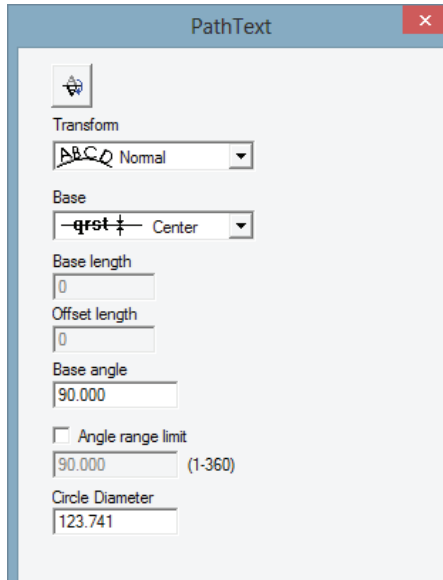 PathText
Transform
ABCD Normal
Base
qrst Center
Base length
0
Offset length
0
Base angle
90.000
Angle range limit
90.000 (1-360)
Circle Diameter
123.741